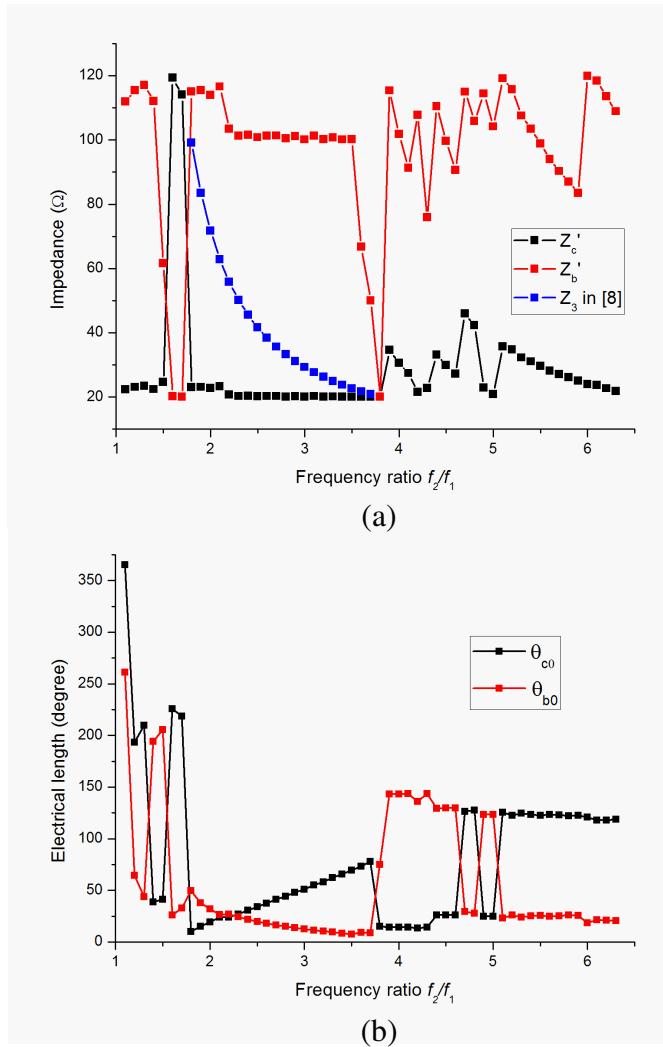 120
100
80
60
40
20
Impedance (Ω)
Z_c'
Z_b'
Z_3 in [8]
1 2 3 4 5 6
Frequency ratio f_2/f_1
(a)
350
300
250
200
150
100
50
0
Electrical length (degree)
θ_c0
θ_b0
1 2 3 4 5 6
Frequency ratio f_2/f_1
(b)